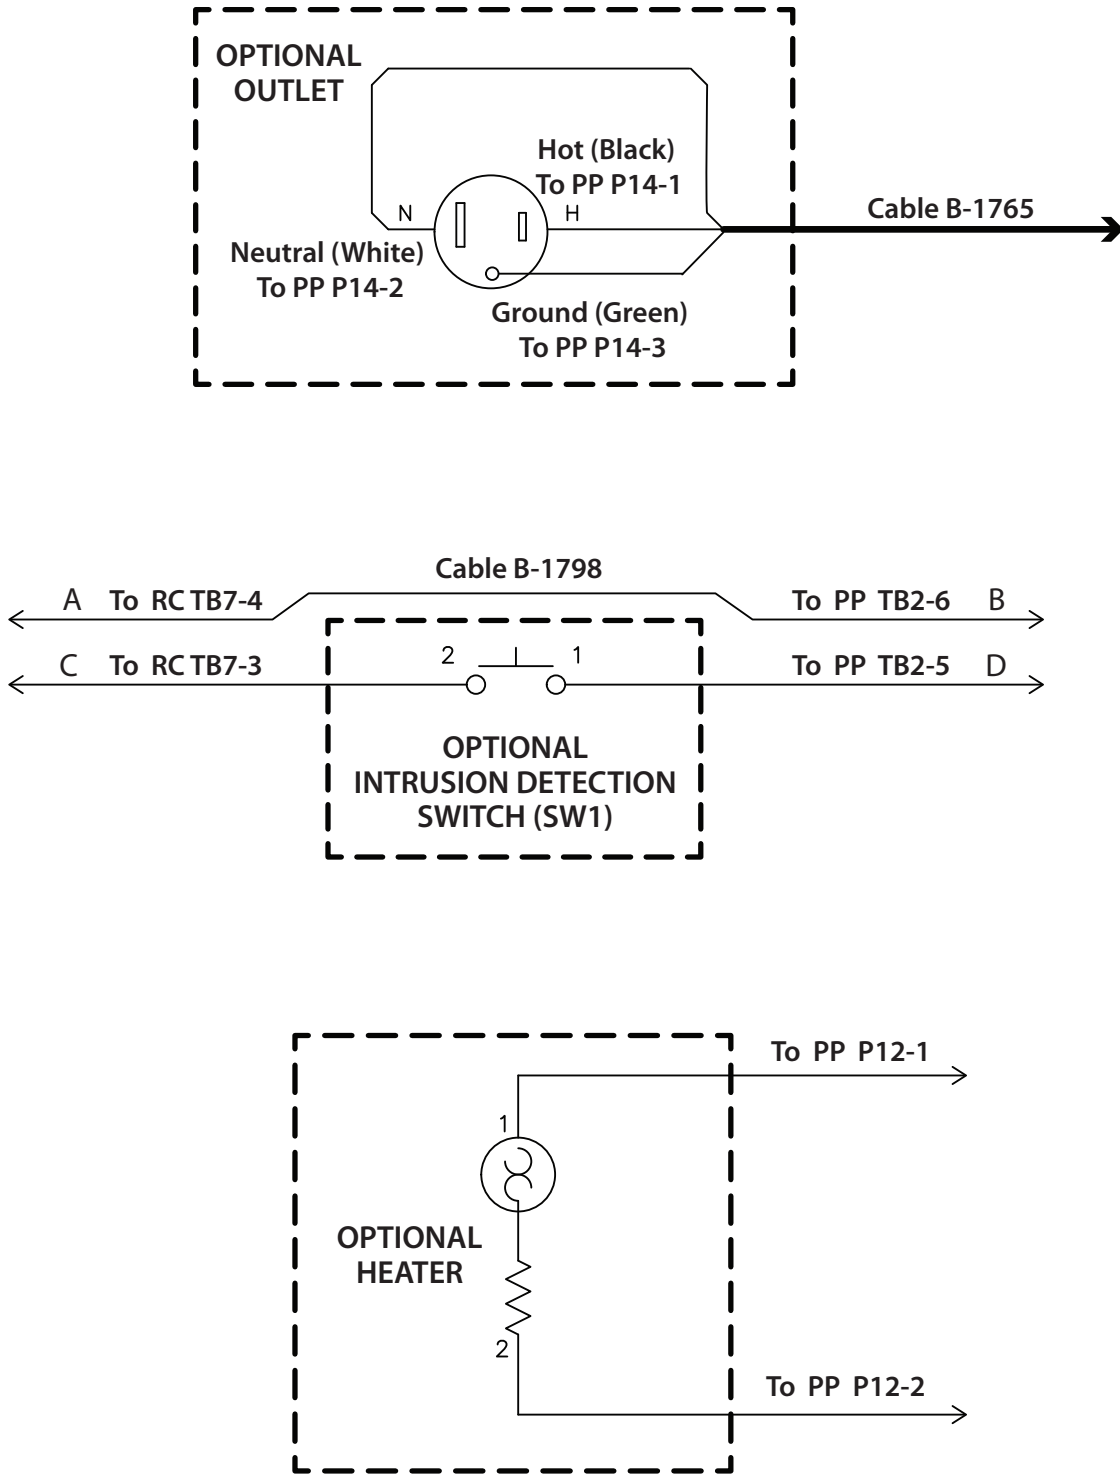 OPTIONAL
OUTLET
Hot (Black)
To PP P14-1
N
H
Cable B-1765
Neutral (White)
To PP P14-2
Ground (Green)
To PP P14-3
Cable B-1798
A To RC TB7-4
To PP TB2-6 B
C To RC TB7-3
2
1
To PP TB2-5 D
OPTIONAL
INTRUSION DETECTION
SWITCH (SW1)
To PP P12-1
1
OPTIONAL
HEATER
2
To PP P12-2